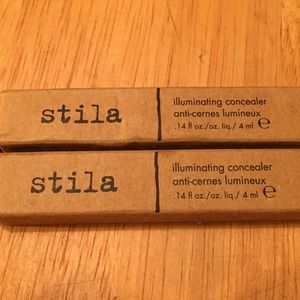 stila
illuminating concealer
anti-cernes lumineux
.14 fl oz./oz. liq./ 4 ml ℮
stila
illuminating concealer
anti-cernes lumineux
.14 fl oz./oz. liq./ 4 ml ℮